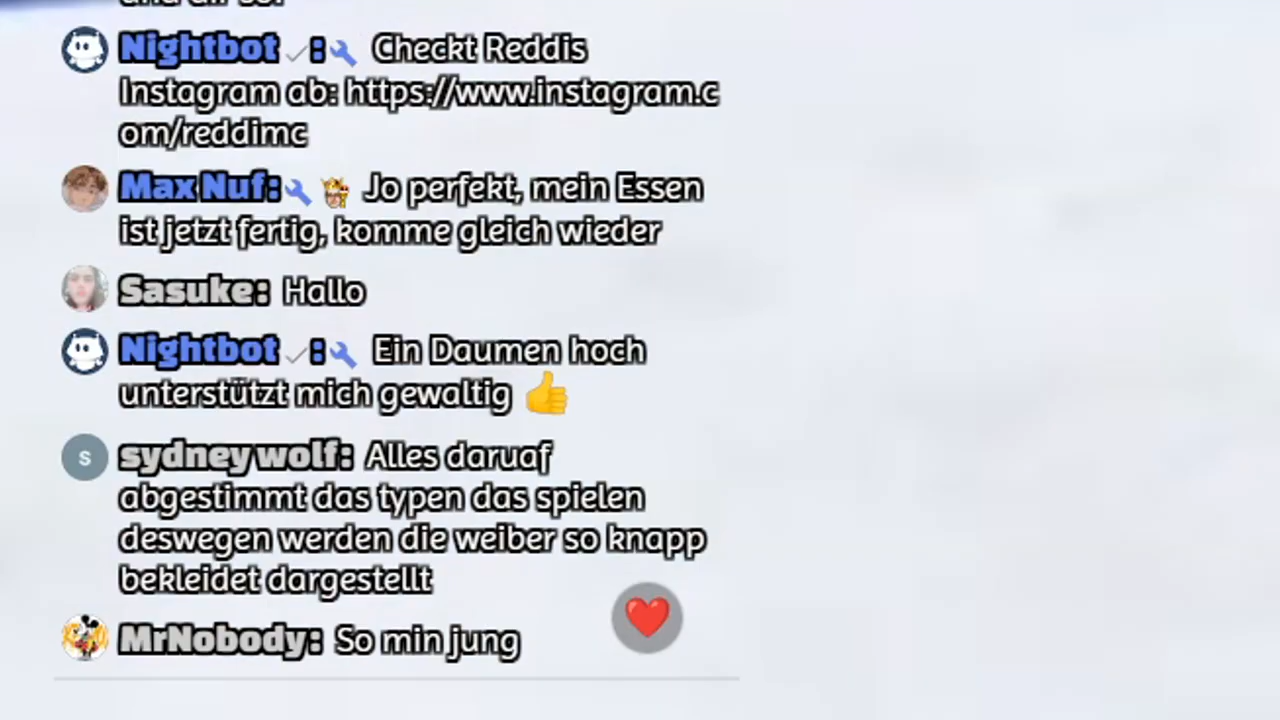 Nightbot: Checkt Reddis
Instagram ab: https://www.instagram.c
om/reddimc
Max Nuf: Jo perfekt, mein Essen
ist jetzt fertig, komme gleich wieder
Sasuke: Hallo
Nightbot: Ein Daumen hoch
unterstützt mich gewaltig 👍
S sydney wolf: Alles daruaf
abgestimmt das typen das spielen
deswegen werden die weiber so knapp
bekleidet dargestellt
MrNobody: So min jung